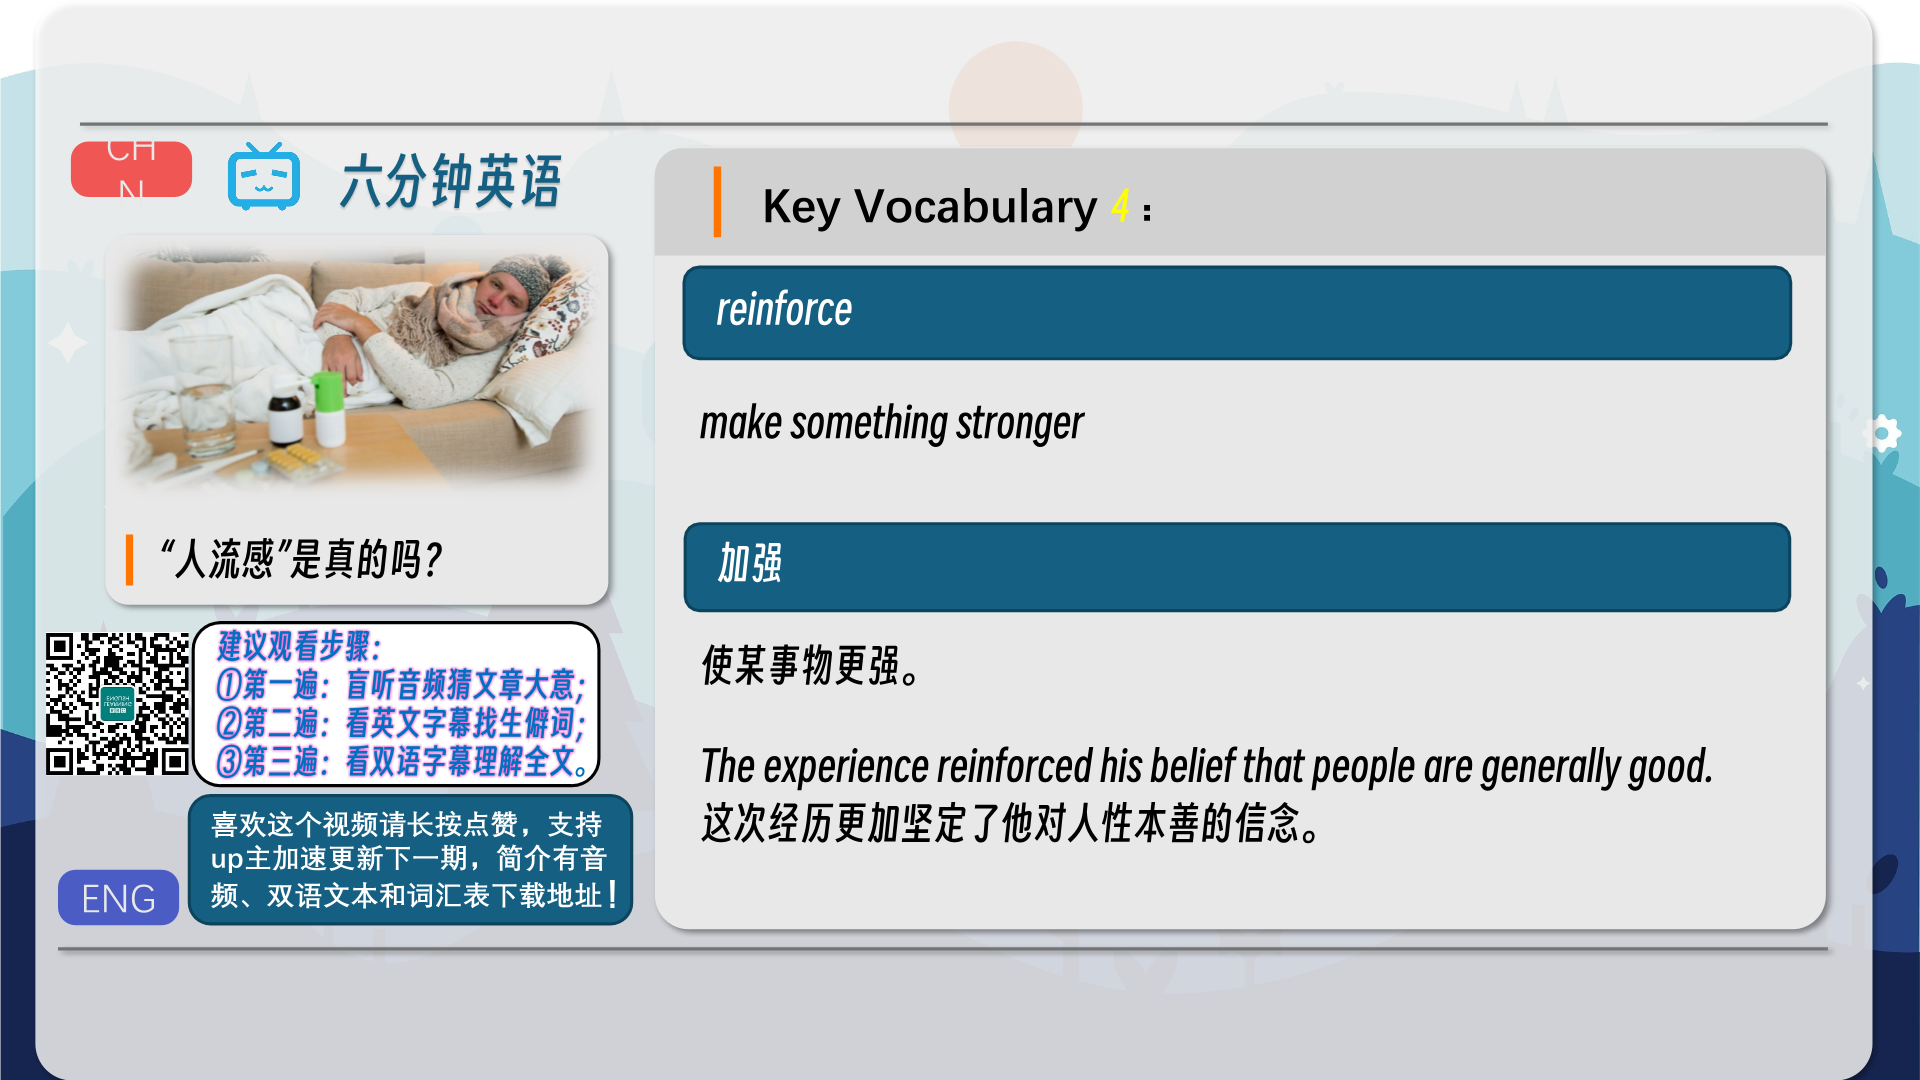 CH
N
六分钟英语
“人流感”是真的吗？
建议观看步骤：
①第一遍：盲听音频猜文章大意；
②第二遍：看英文字幕找生僻词；
③第三遍：看双语字幕理解全文。
喜欢这个视频请长按点赞，支持
up主加速更新下一期，简介有音
频、双语文本和词汇表下载地址！
ENG
Key Vocabulary 4：
reinforce
make something stronger
加强
使某事物更强。
The experience reinforced his belief that people are generally good.
这次经历更加坚定了他对人性本善的信念。